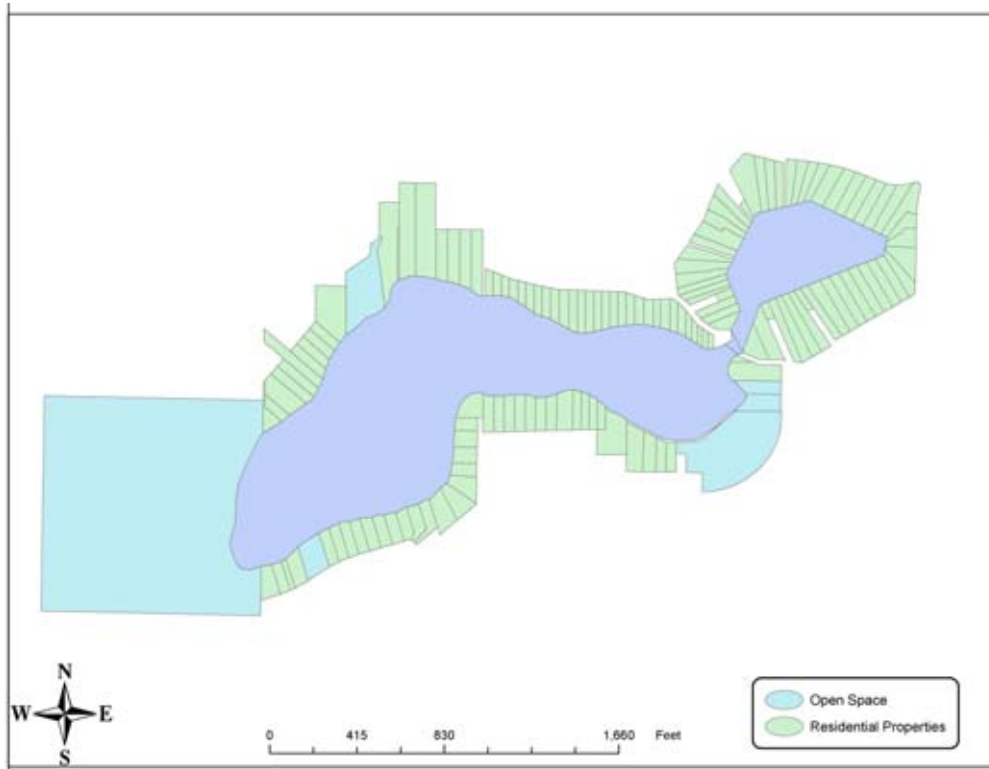 N
W E
S
0 415 830 1,660 Feet
Open Space
Residential Properties